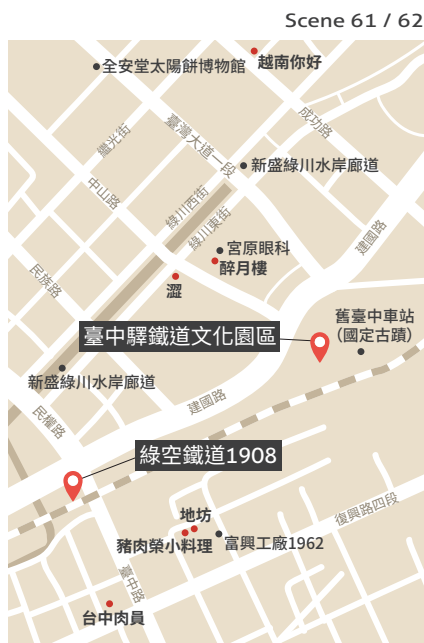 Scene 61 / 62
越南你好
全安堂太陽餅博物館
成功路
臺灣大道一段
繼光街
新盛綠川水岸廊道
中山路
綠川西街
綠川東街
建國路
宮原眼科
醉月樓
民族路
澀
舊臺中車站
(國定古蹟)
臺中驛鐵道文化園區
新盛綠川水岸廊道
建國路
民權路
綠空鐵道1908
復興路四段
地坊
豬肉榮小料理
富興工廠1962
臺中路
台中肉員